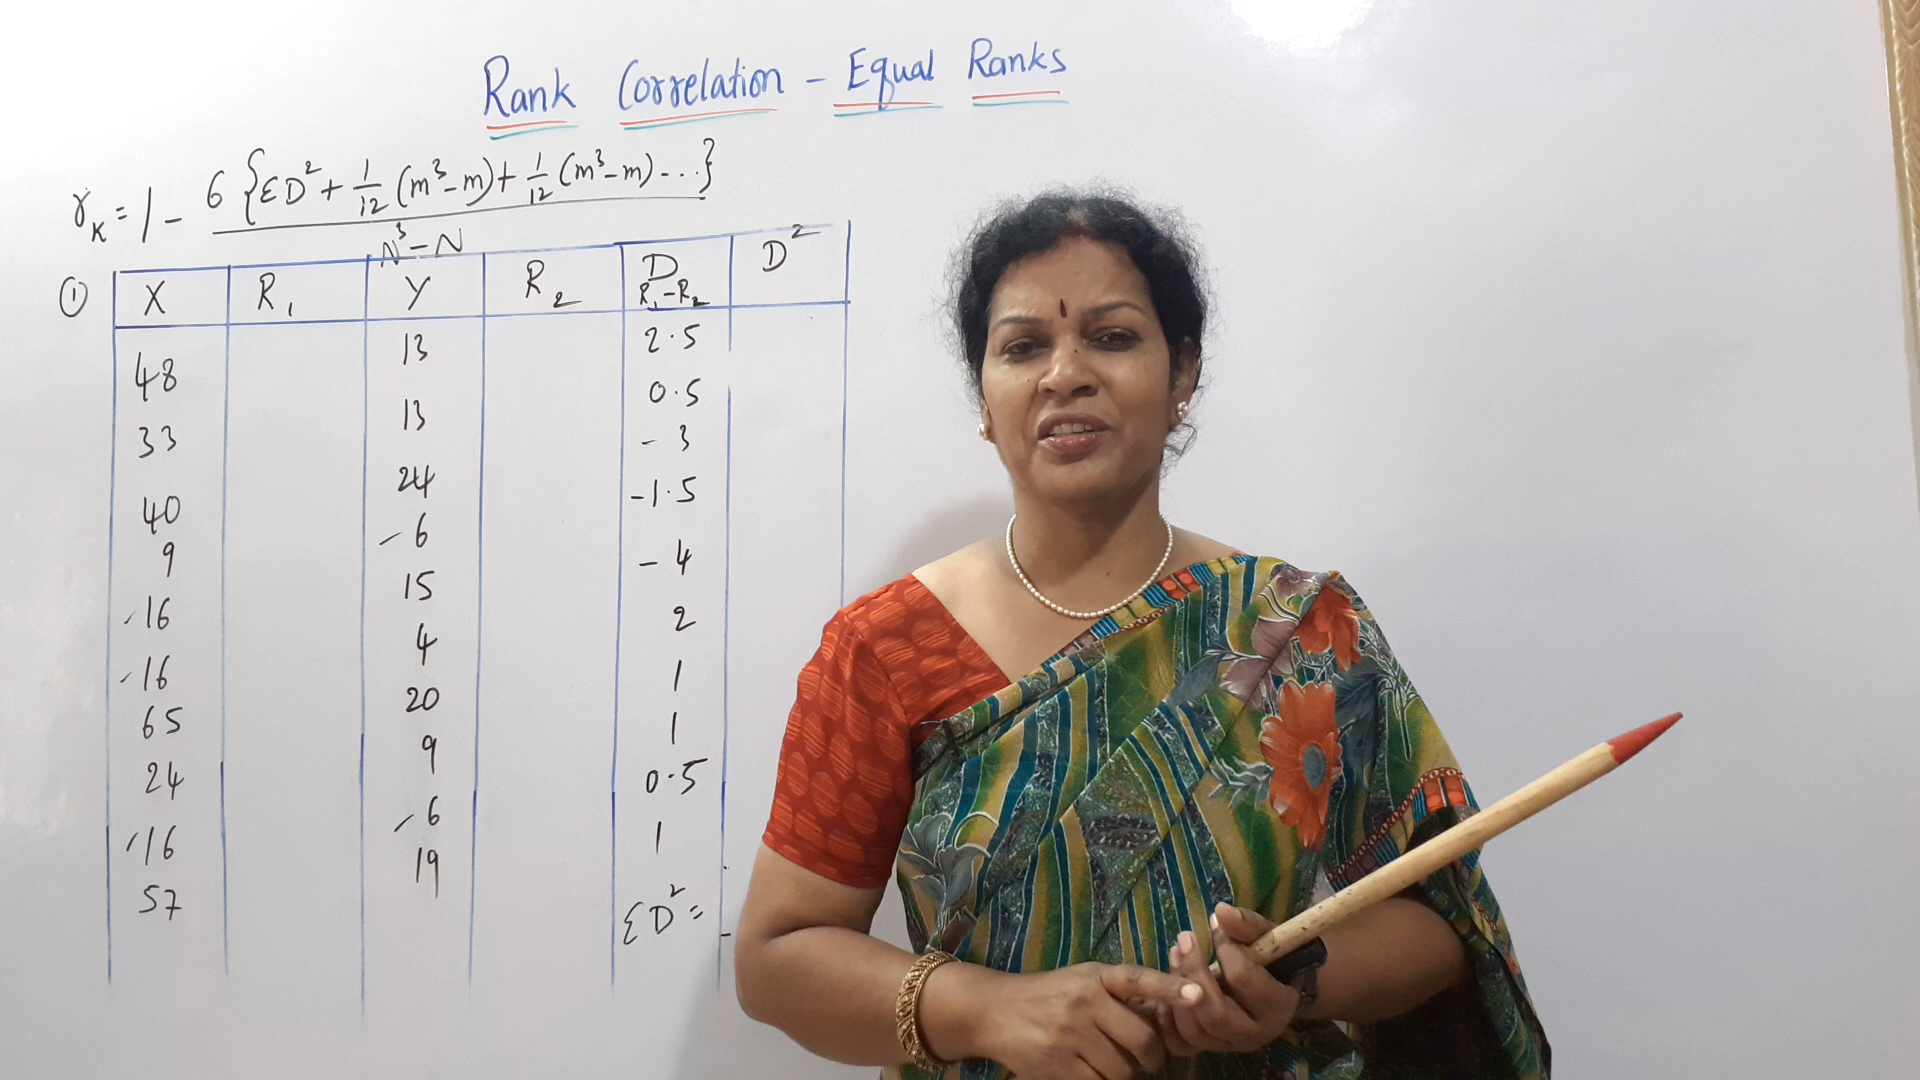 Rank Correlation - Equal Ranks
r_K = 1 - 6 {ΣD² + 1/12 (m³-m) + 1/12 (m³-m) ...} / N³-N
① X R₁ Y R₂ D R₁-R₂ D²
48 13 2.5
33 13 0.5
40 24 -3
9 6 -1.5
16 15 -4
16 4 2
65 20 1
24 9 1
16 6 0.5
57 19 1
ΣD² =